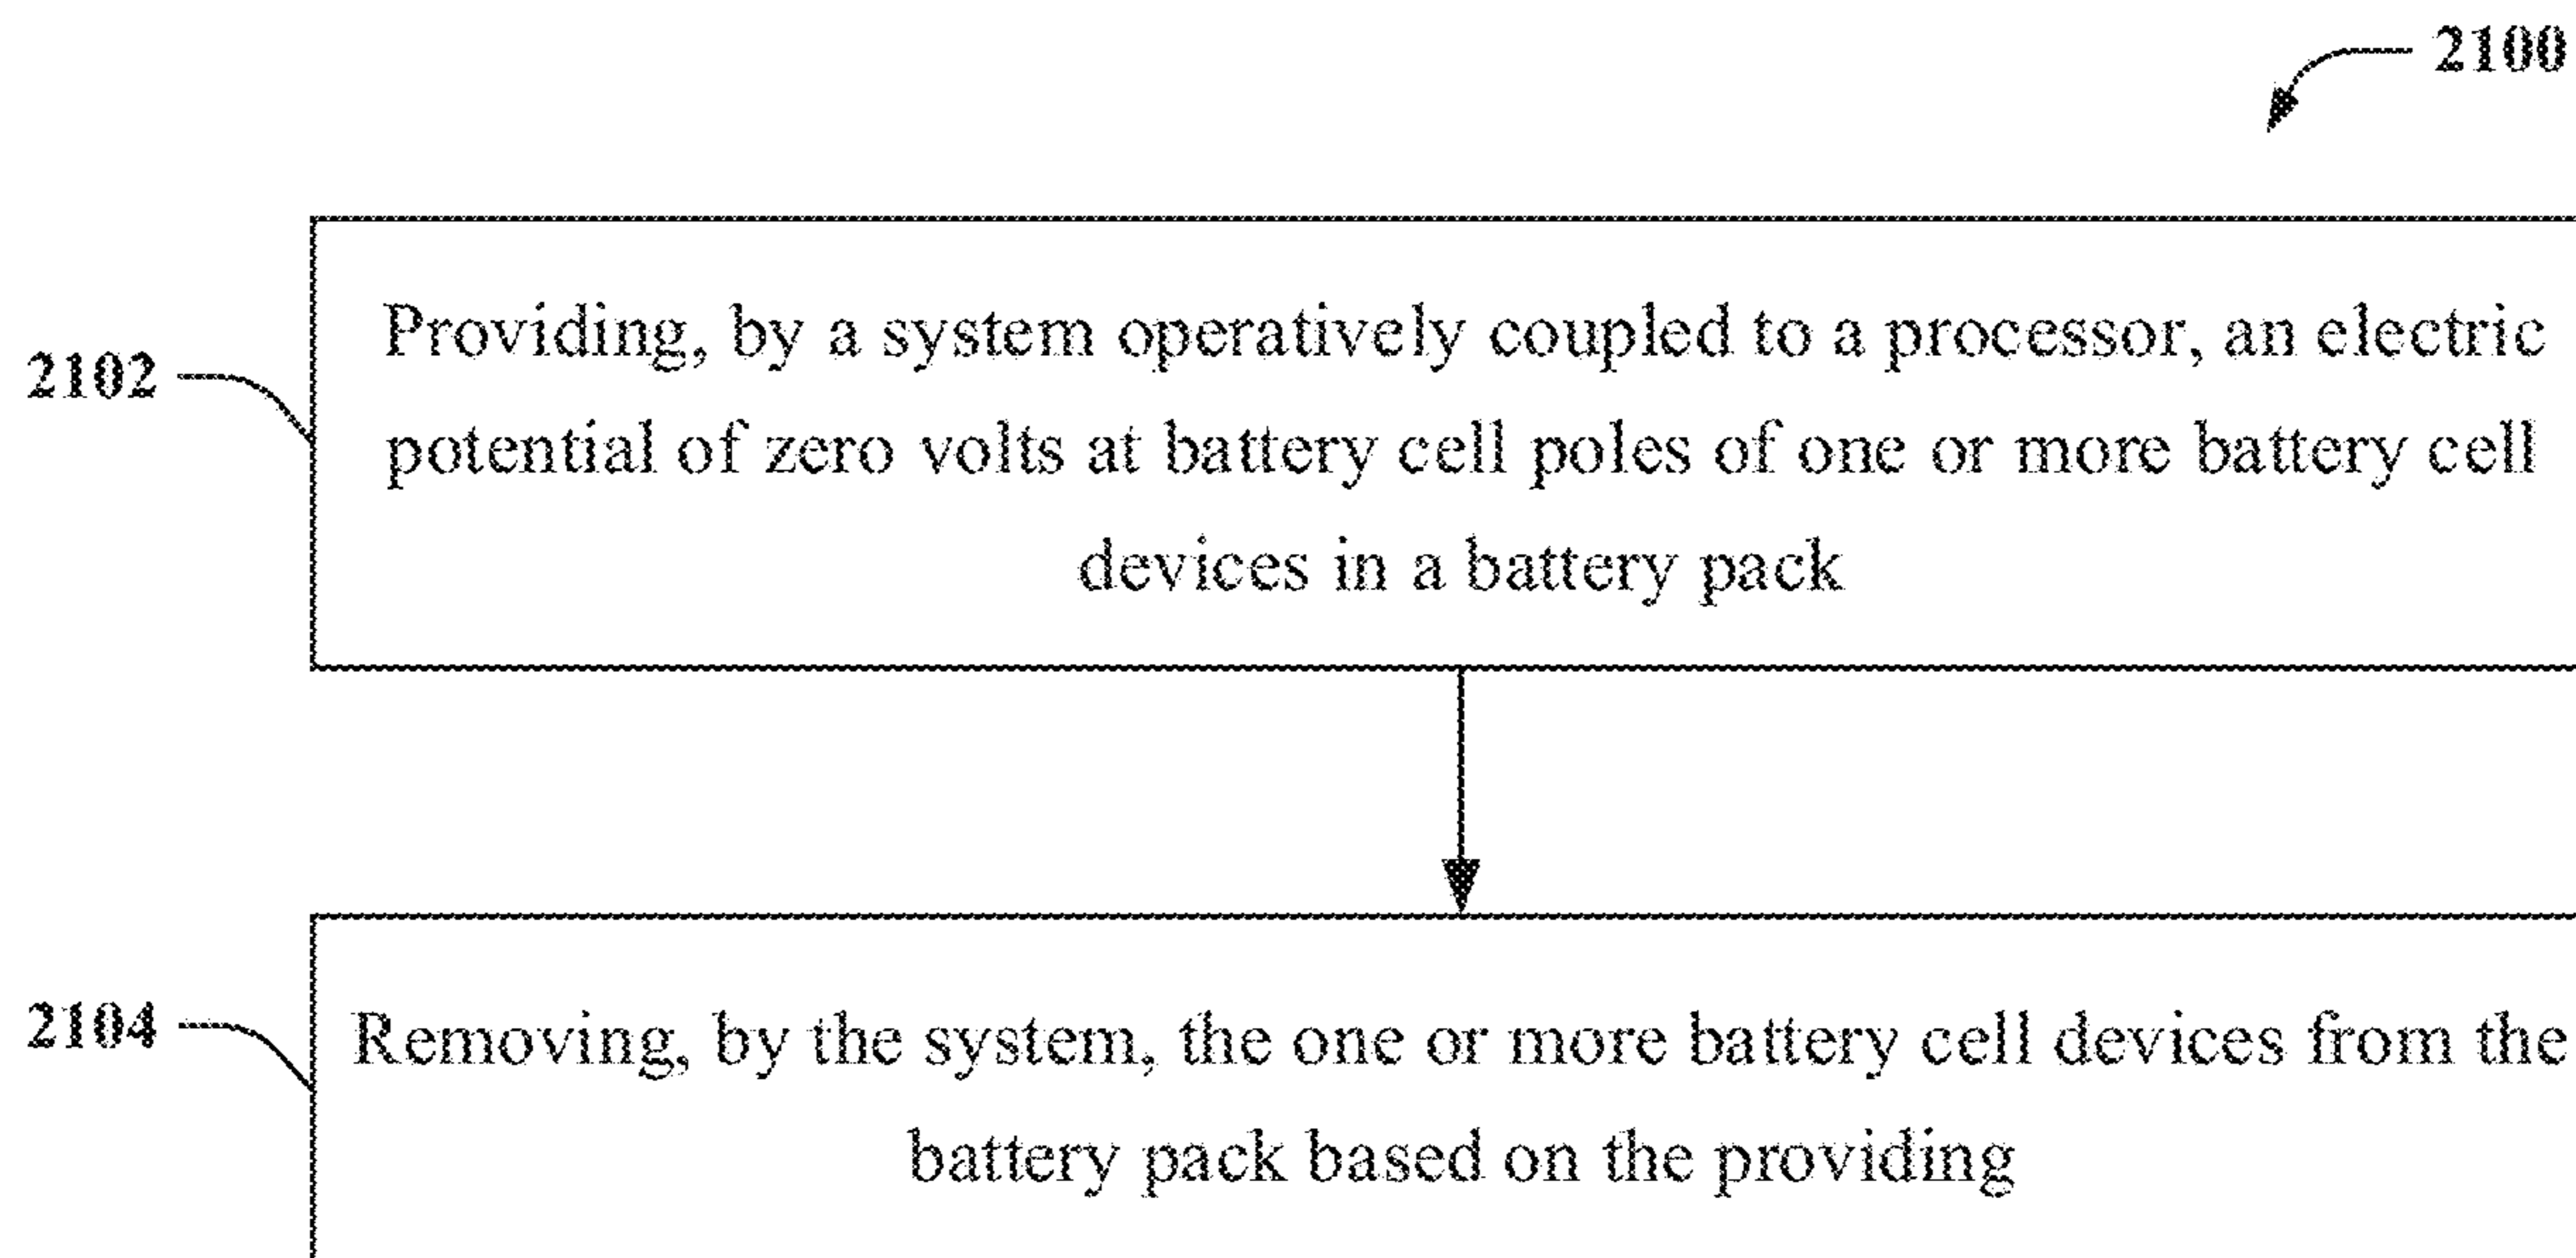 2100
2102
Providing, by a system operatively coupled to a processor, an electric
potential of zero volts at battery cell poles of one or more battery cell
devices in a battery pack
2104
Removing, by the system, the one or more battery cell devices from the
battery pack based on the providing